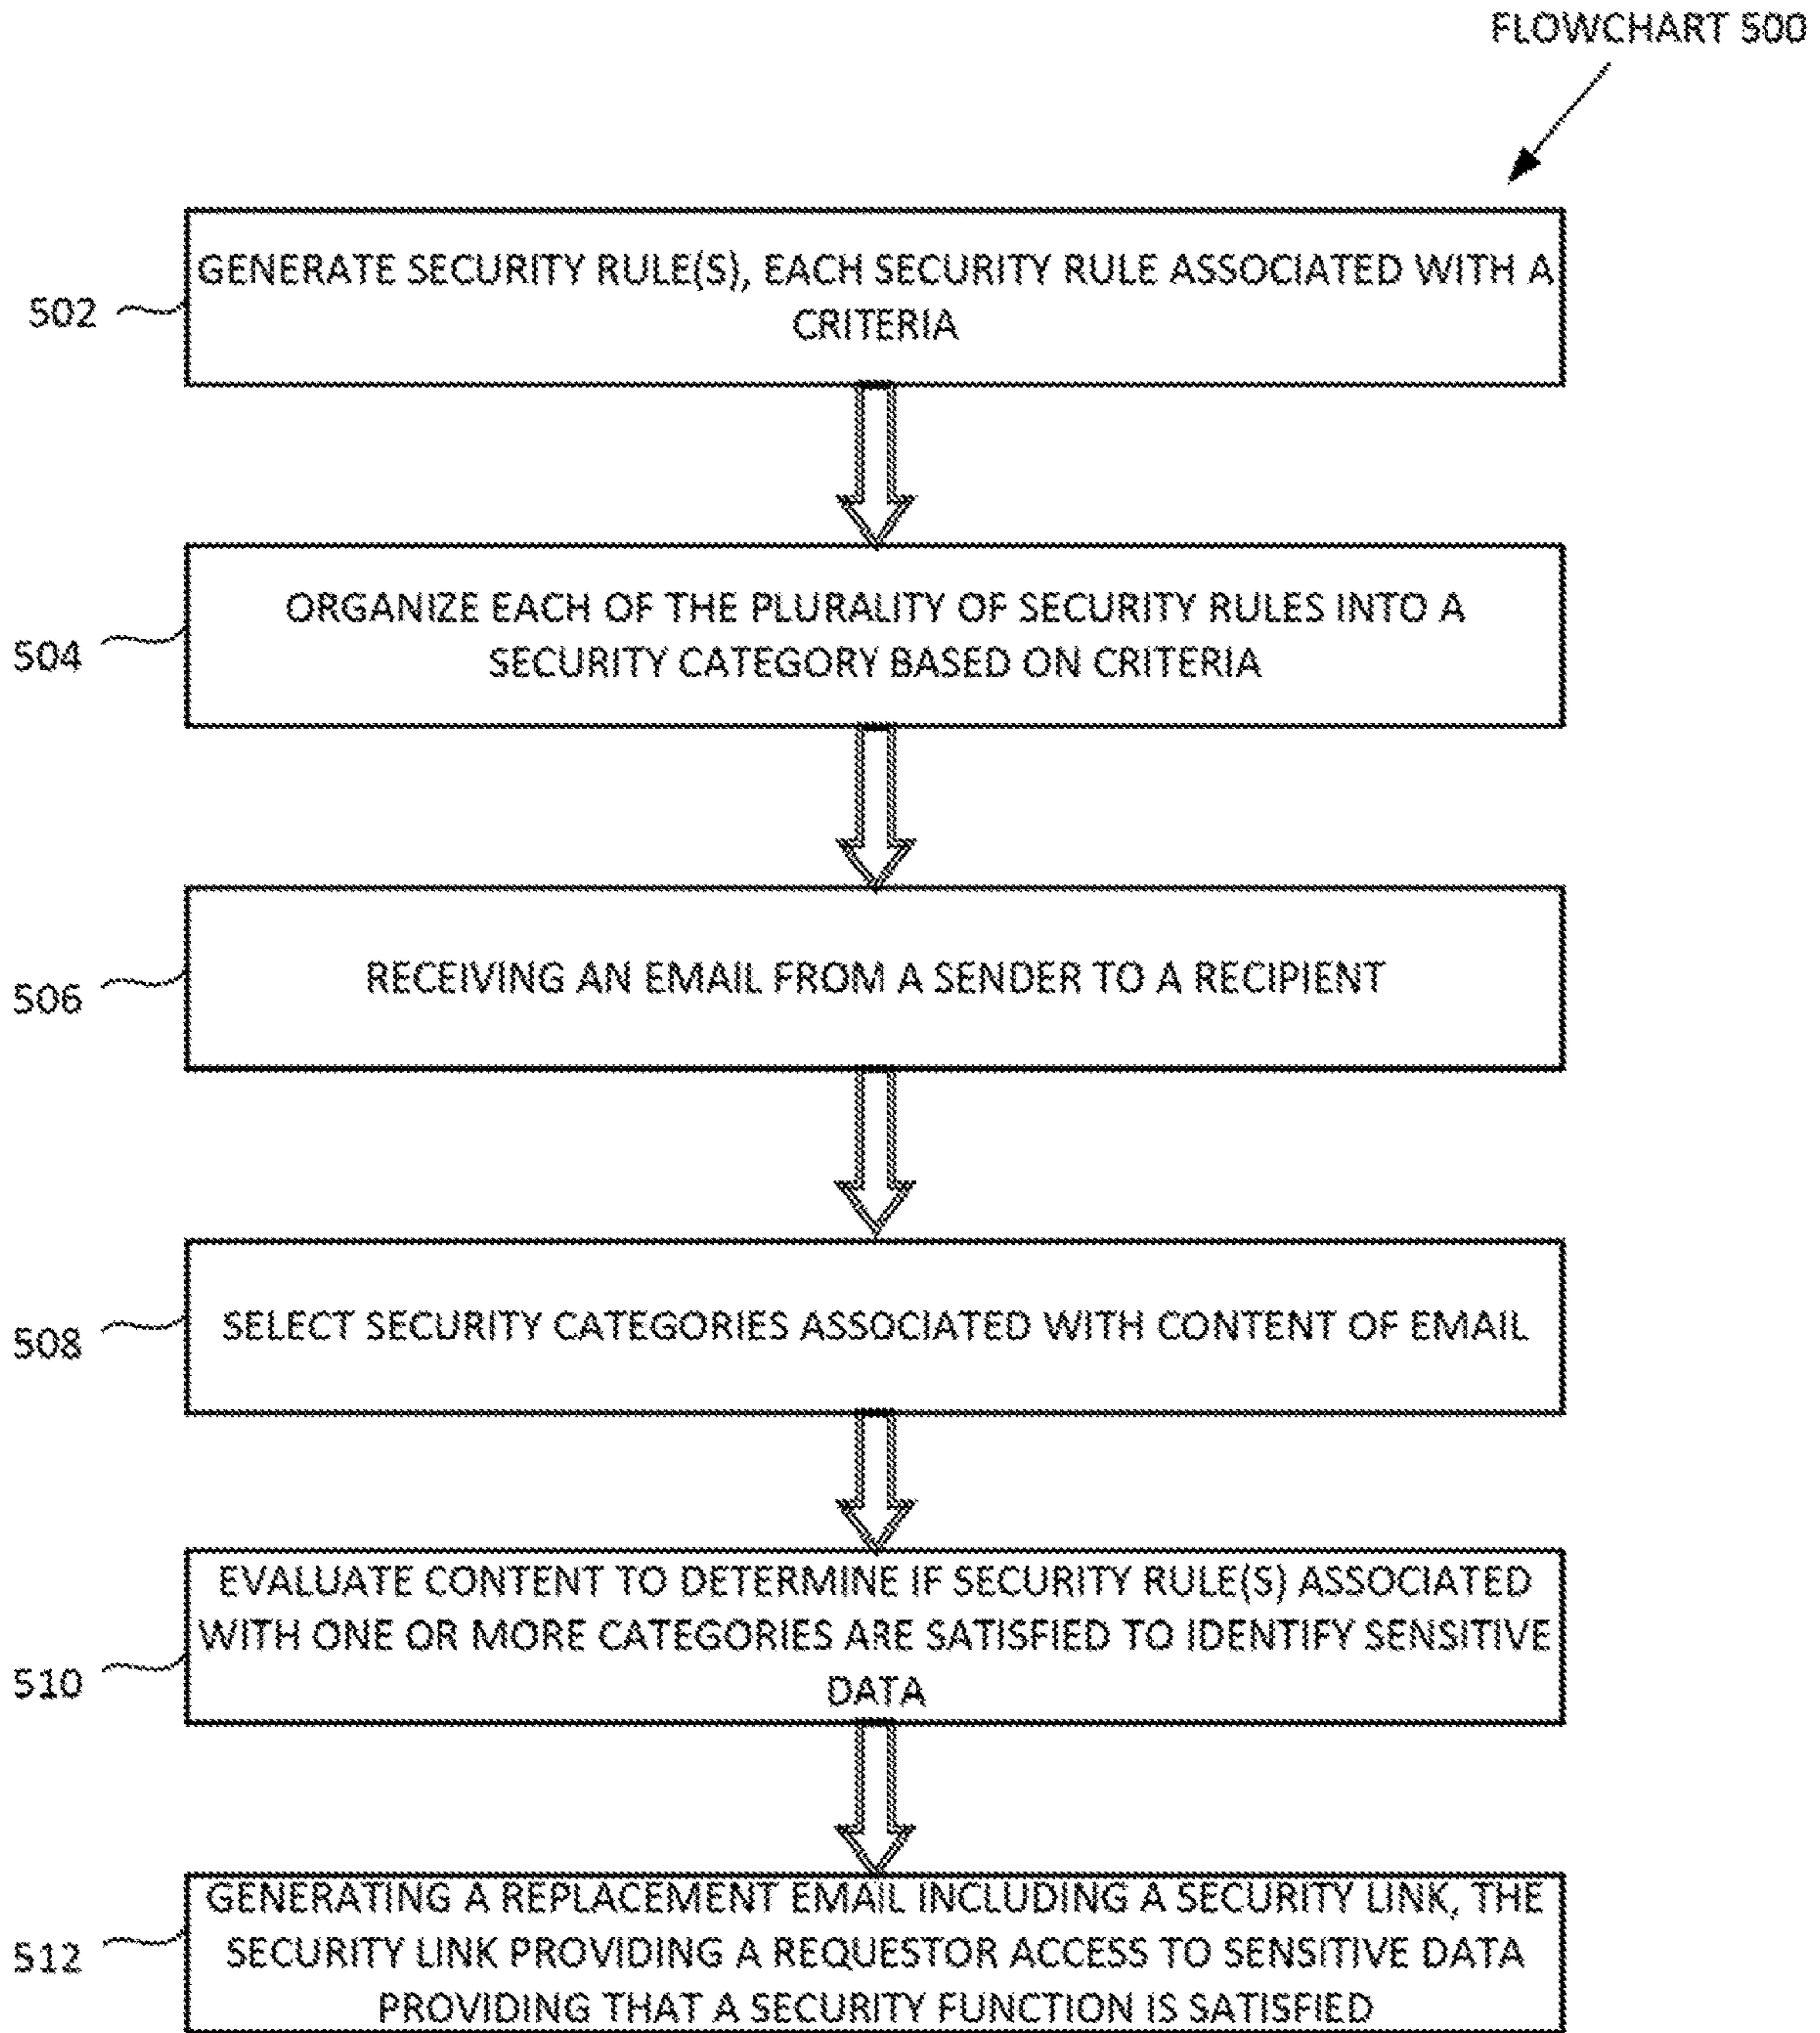 FLOWCHART 500
GENERATE SECURITY RULE(S), EACH SECURITY RULE ASSOCIATED WITH A
CRITERIA
502
ORGANIZE EACH OF THE PLURALITY OF SECURITY RULES INTO A
SECURITY CATEGORY BASED ON CRITERIA
504
RECEIVING AN EMAIL FROM A SENDER TO A RECIPIENT
506
SELECT SECURITY CATEGORIES ASSOCIATED WITH CONTENT OF EMAIL
508
EVALUATE CONTENT TO DETERMINE IF SECURITY RULE(S) ASSOCIATED
WITH ONE OR MORE CATEGORIES ARE SATISFIED TO IDENTIFY SENSITIVE
DATA
510
GENERATING A REPLACEMENT EMAIL INCLUDING A SECURITY LINK, THE
SECURITY LINK PROVIDING A REQUESTOR ACCESS TO SENSITIVE DATA
PROVIDING THAT A SECURITY FUNCTION IS SATISFIED
512